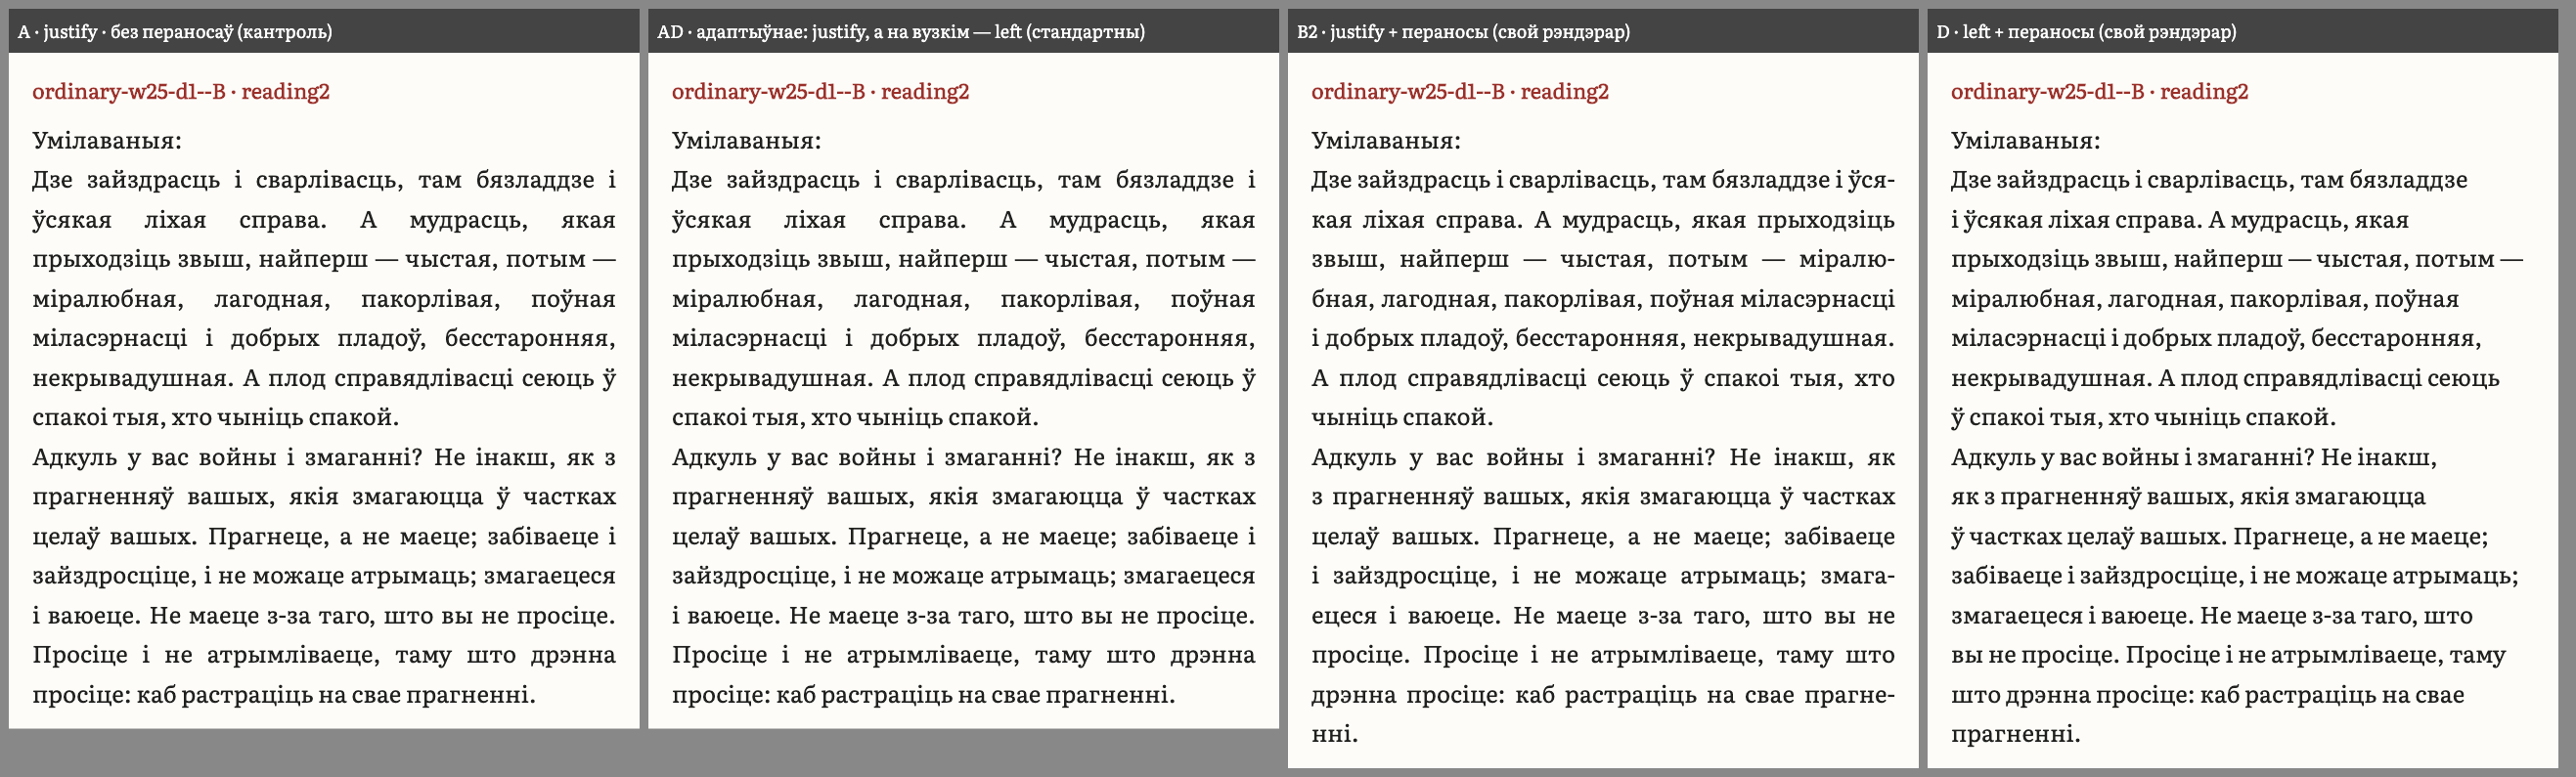 A · justify · без пераносаў (кантроль)
ordinary-w25-d1--B · reading2
Умілаваныя:
Дзе зайздрасць і сварлівасць, там бязладдзе і
ўсякая ліхая справа. А мудрасць, якая
прыходзіць звыш, найперш — чыстая, потым —
міралюбная, лагодная, пакорлівая, поўная
міласэрнасці і добрых пладоў, бесстаронняя,
некрывадушная. А плод справядлівасці сеюць ў
спакоі тыя, хто чыніць спакой.
Адкуль у вас войны і змаганні? Не інакш, як з
прагненняў вашых, якія змагаюцца ў частках
целаў вашых. Прагнеце, а не маеце; забіваеце і
зайздросціце, і не можаце атрымаць; змагаецеся
і ваюеце. Не маеце з-за таго, што вы не просіце.
Просіце і не атрымліваеце, таму што дрэнна
просіце: каб растраціць на свае прагненні.
AD · адаптыўнае: justify, а на вузкім — left (стандартны)
ordinary-w25-d1--B · reading2
Умілаваныя:
Дзе зайздрасць і сварлівасць, там бязладдзе і
ўсякая ліхая справа. А мудрасць, якая
прыходзіць звыш, найперш — чыстая, потым —
міралюбная, лагодная, пакорлівая, поўная
міласэрнасці і добрых пладоў, бесстаронняя,
некрывадушная. А плод справядлівасці сеюць ў
спакоі тыя, хто чыніць спакой.
Адкуль у вас войны і змаганні? Не інакш, як з
прагненняў вашых, якія змагаюцца ў частках
целаў вашых. Прагнеце, а не маеце; забіваеце і
зайздросціце, і не можаце атрымаць; змагаецеся
і ваюеце. Не маеце з-за таго, што вы не просіце.
Просіце і не атрымліваеце, таму што дрэнна
просіце: каб растраціць на свае прагненні.
B2 · justify + пераносы (свой рэндэрар)
ordinary-w25-d1--B · reading2
Умілаваныя:
Дзе зайздрасць і сварлівасць, там бязладдзе і ўся-
кая ліхая справа. А мудрасць, якая прыходзіць
звыш, найперш — чыстая, потым — міралю-
бная, лагодная, пакорлівая, поўная міласэрнасці
і добрых пладоў, бесстаронняя, некрывадушная.
А плод справядлівасці сеюць ў спакоі тыя, хто
чыніць спакой.
Адкуль у вас войны і змаганні? Не інакш, як
з прагненняў вашых, якія змагаюцца ў частках
целаў вашых. Прагнеце, а не маеце; забіваеце
і зайздросціце, і не можаце атрымаць; змага-
ецеся і ваюеце. Не маеце з-за таго, што вы не
просіце. Просіце і не атрымліваеце, таму што
дрэнна просіце: каб растраціць на свае прагне-
нні.
D · left + пераносы (свой рэндэрар)
ordinary-w25-d1--B · reading2
Умілаваныя:
Дзе зайздрасць і сварлівасць, там бязладдзе
і ўсякая ліхая справа. А мудрасць, якая
прыходзіць звыш, найперш — чыстая, потым —
міралюбная, лагодная, пакорлівая, поўная
міласэрнасці і добрых пладоў, бесстаронняя,
некрывадушная. А плод справядлівасці сеюць
ў спакоі тыя, хто чыніць спакой.
Адкуль у вас войны і змаганні? Не інакш,
як з прагненняў вашых, якія змагаюцца
ў частках целаў вашых. Прагнеце, а не маеце;
забіваеце і зайздросціце, і не можаце атрымаць;
змагаецеся і ваюеце. Не маеце з-за таго, што
вы не просіце. Просіце і не атрымліваеце, таму
што дрэнна просіце: каб растраціць на свае
прагненні.